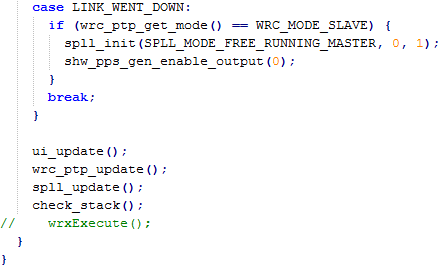 case LINK_WENT_DOWN:
if (wrc_ptp_get_mode() == WRC_MODE_SLAVE) {
spll_init(SPLL_MODE_FREE_RUNNING_MASTER, 0, 1);
shw_pps_gen_enable_output(0);
}
break;
}
ui_update();
wrc_ptp_update();
spll_update();
check_stack();
// wrxExecute();
}
}